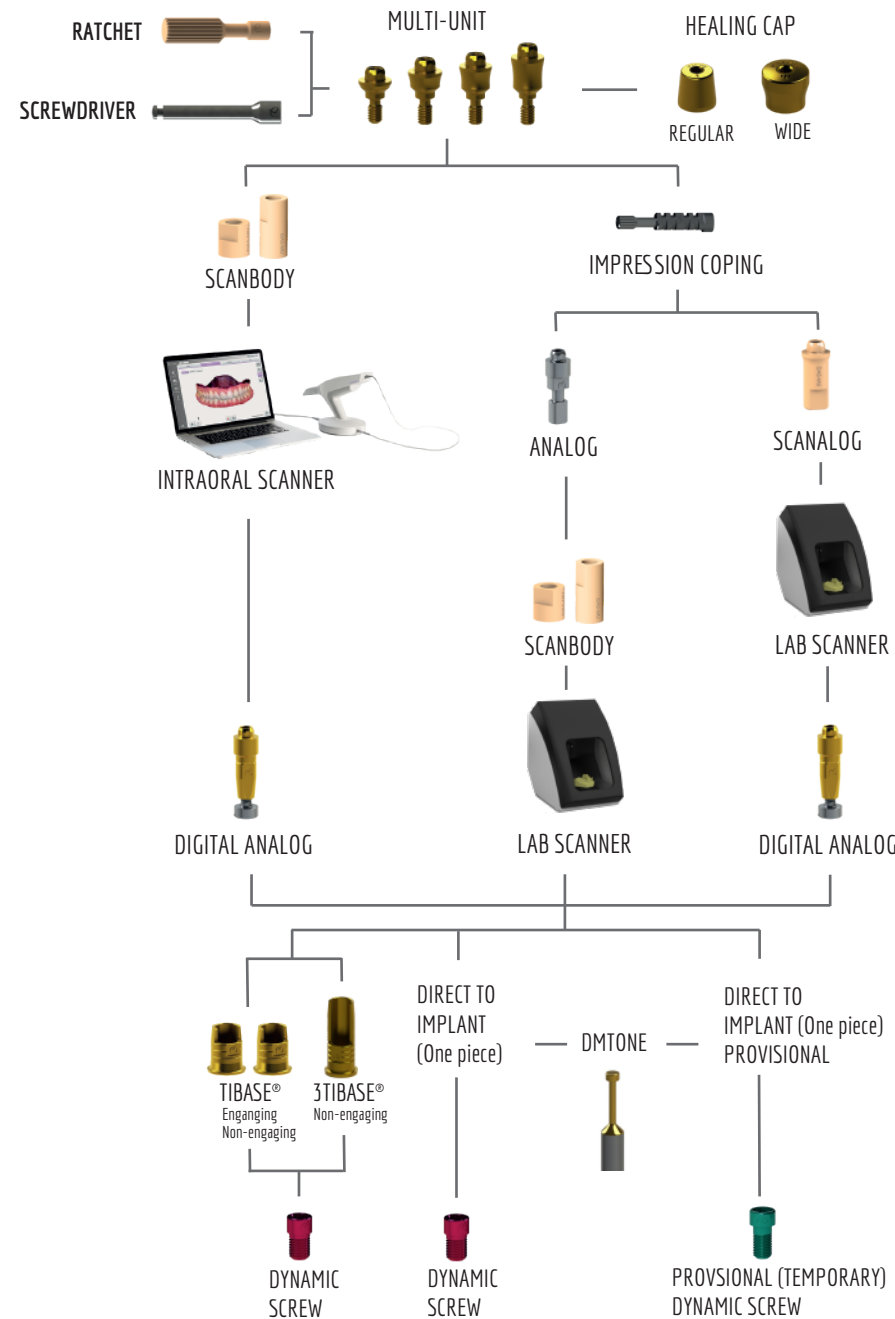 RATCHET
SCREWDRIVER
MULTI-UNIT
HEALING CAP
REGULAR
WIDE
SCANBODY
IMPRESSION COPING
INTRAORAL SCANNER
ANALOG
SCANALOG
SCANBODY
LAB SCANNER
DIGITAL ANALOG
LAB SCANNER
DIGITAL ANALOG
TIBASE®
Enganging
Non-engaging
3TIBASE®
Non-engaging
DIRECT TO
IMPLANT
(One piece)
DMTONE
DIRECT TO
IMPLANT (One piece)
PROVISIONAL
DYNAMIC
SCREW
DYNAMIC
SCREW
PROVSIONAL (TEMPORARY)
DYNAMIC SCREW